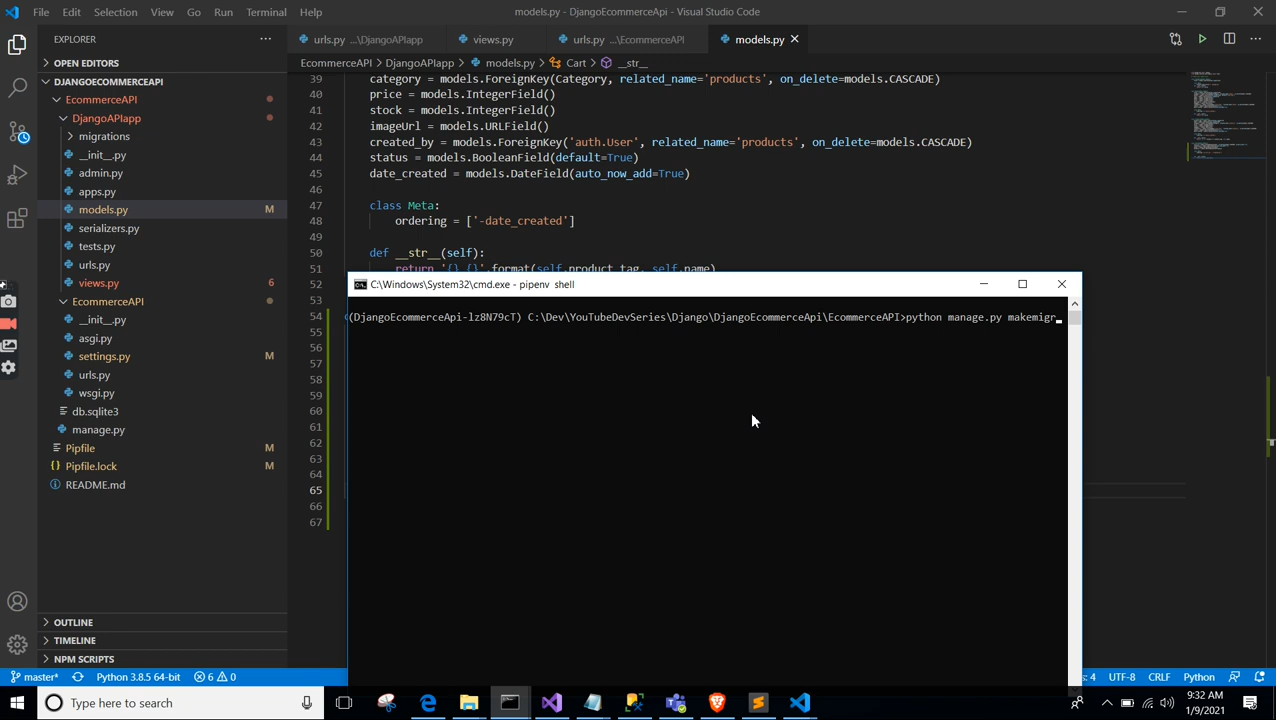 File Edit Selection View Go Run Terminal Help
models.py - DjangoEcommerceApi - Visual Studio Code
EXPLORER
urls.py ...\DjangoAPIapp
views.py
urls.py ...\EcommerceAPI
models.py
OPEN EDITORS
EcommerceAPI > DjangoAPIapp > models.py > Cart > __str__
DJANGOECOMMERCEAPI
EcommerceAPI
DjangoAPIapp
migrations
__init__.py
admin.py
apps.py
models.py M
serializers.py
tests.py
urls.py
views.py 6
EcommerceAPI
__init__.py
asgi.py
settings.py M
urls.py
wsgi.py
db.sqlite3
manage.py
Pipfile M
Pipfile.lock M
README.md
OUTLINE
TIMELINE
NPM SCRIPTS
39 category = models.ForeignKey(Category, related_name='products', on_delete=models.CASCADE)
40 price = models.IntegerField()
41 stock = models.IntegerField()
42 imageUrl = models.URLField()
43 created_by = models.ForeignKey('auth.User', related_name='products', on_delete=models.CASCADE)
44 status = models.BooleanField(default=True)
45 date_created = models.DateField(auto_now_add=True)
46
47 class Meta:
48 ordering = ['-date_created']
49
50 def __str__(self):
51 return '{} {}'.format(self.product_tag, self.name)
52
53
54
55
56
57
58
59
60
61
62
63
64
65
66
67
C:\Windows\System32\cmd.exe - pipenv shell
(DjangoEcommerceApi-lz8N79cT) C:\Dev\YouTubeDevSeries\Django\DjangoEcommerceApi\EcommerceAPI>python manage.py makemigr_
master* Python 3.8.5 64-bit 6 0
s: 4 UTF-8 CRLF Python
Type here to search
9:32 AM
1/9/2021